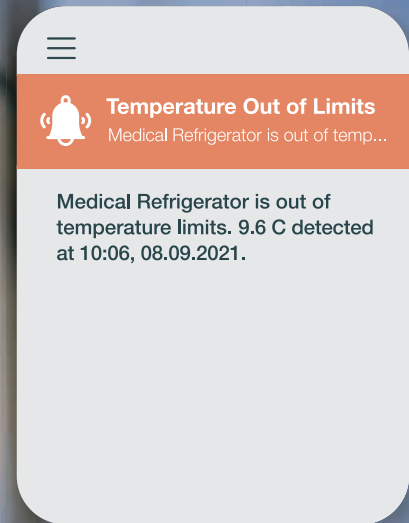 Temperature Out of Limits
Medical Refrigerator is out of temp...
Medical Refrigerator is out of
temperature limits. 9.6 C detected
at 10:06, 08.09.2021.